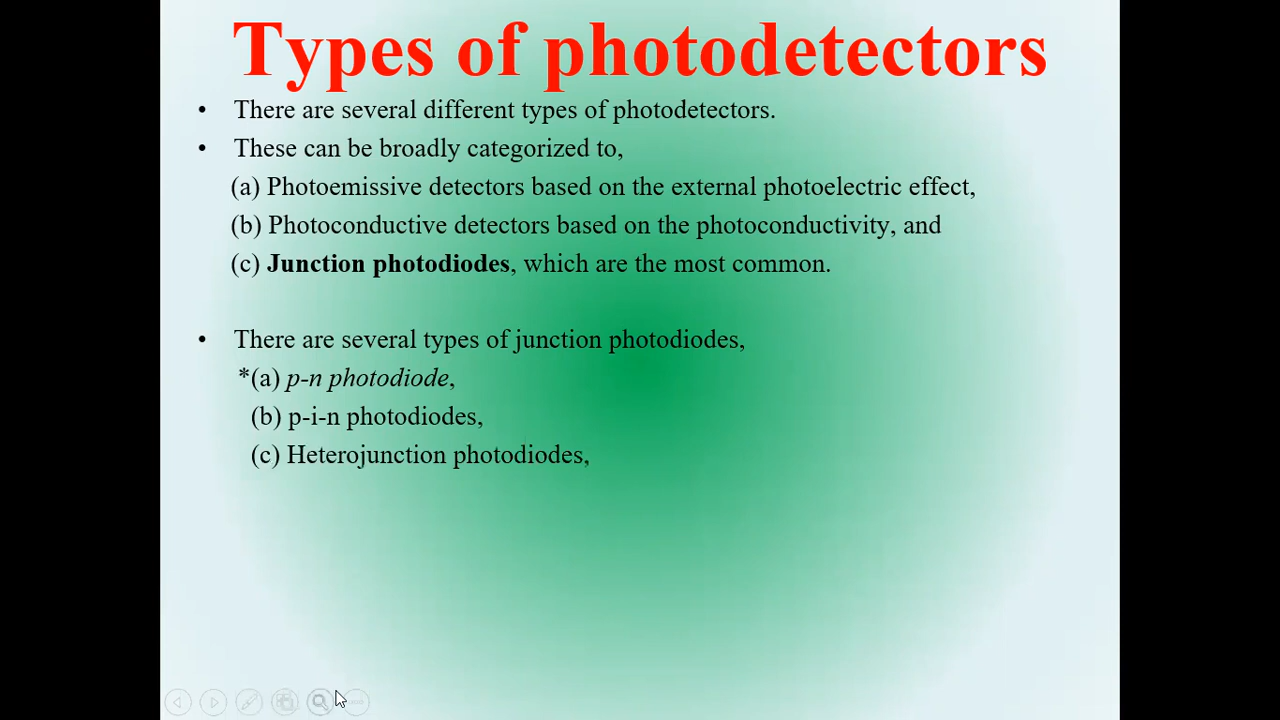 Types of photodetectors
• There are several different types of photodetectors.
• These can be broadly categorized to,
(a) Photoemissive detectors based on the external photoelectric effect,
(b) Photoconductive detectors based on the photoconductivity, and
(c) Junction photodiodes, which are the most common.
• There are several types of junction photodiodes,
*(a) p-n photodiode,
(b) p-i-n photodiodes,
(c) Heterojunction photodiodes,